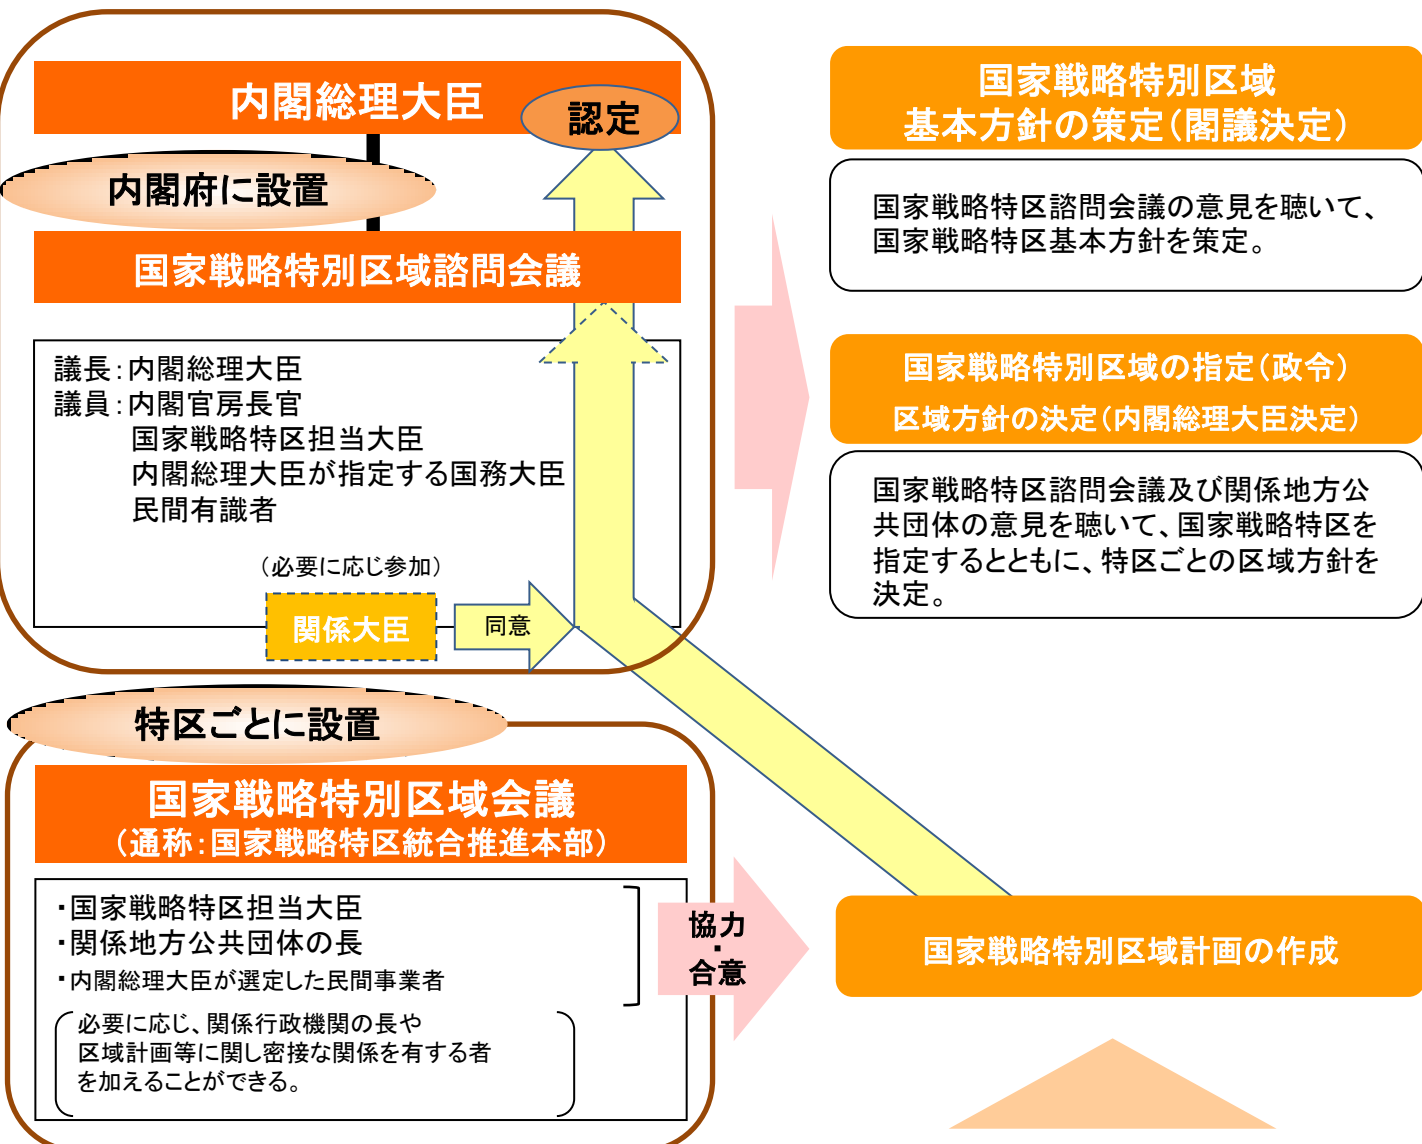 内閣総理大臣
認定
内閣府に設置
国家戦略特別区域諮問会議
議長：内閣総理大臣
議員：内閣官房長官
国家戦略特区担当大臣
内閣総理大臣が指定する国務大臣
民間有識者
（必要に応じ参加）
関係大臣
同意
国家戦略特別区域
基本方針の策定（閣議決定）
国家戦略特区諮問会議の意見を聴いて、
国家戦略特区基本方針を策定。
国家戦略特別区域の指定（政令）
区域方針の決定（内閣総理大臣決定）
国家戦略特区諮問会議及び関係地方公
共団体の意見を聴いて、国家戦略特区を
指定するとともに、特区ごとの区域方針を
決定。
特区ごとに設置
国家戦略特別区域会議
（通称：国家戦略特区統合推進本部）
・国家戦略特区担当大臣
・関係地方公共団体の長
・内閣総理大臣が選定した民間事業者
必要に応じ、関係行政機関の長や
区域計画等に関し密接な関係を有する者
を加えることができる。
協力
・
合意
国家戦略特別区域計画の作成